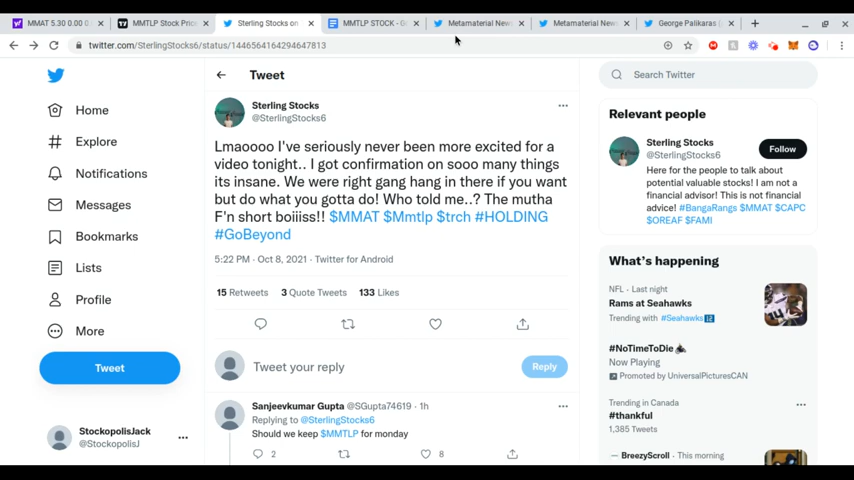 MMAT 5.30 0.00 0.
MMTLP Stock Price
Sterling Stocks on
MMTLP STOCK - Go
Metamaterial New
Metamaterial New
George Palikaras (
twitter.com/SterlingStocks6/status/1446564164294647813
Home
Explore
Notifications
Messages
Bookmarks
Lists
Profile
More
Tweet
StockopolisJack
@StockopolisJ
Tweet
Sterling Stocks
@SterlingStocks6
Lmaoooo I've seriously never been more excited for a
video tonight.. I got confirmation on sooo many things
its insane. We were right gang hang in there if you want
but do what you gotta do! Who told me..? The mutha
F'n short boiiiss!! $MMAT $Mmtlp $trch #HOLDING
#GoBeyond
5:22 PM · Oct 8, 2021 · Twitter for Android
15 Retweets 3 Quote Tweets 133 Likes
Tweet your reply
Reply
Sanjeevkumar Gupta @SGupta74619 · 1h
Replying to @SterlingStocks6
Should we keep $MMTLP for monday
2 8
Search Twitter
Relevant people
Sterling Stocks
@SterlingStocks6
Follow
Here for the people to talk about
potential valuable stocks! I am not a
financial advisor! This is not financial
advice! #BangaRangs $MMAT $CAPC
$OREAF $FAMI
What's happening
NFL · Last night
Rams at Seahawks
Trending with #Seahawks
#NoTimeToDie
Now Playing
Promoted by UniversalPicturesCAN
Trending in Canada
#thankful
1,385 Tweets
BreezyScroll · This morning